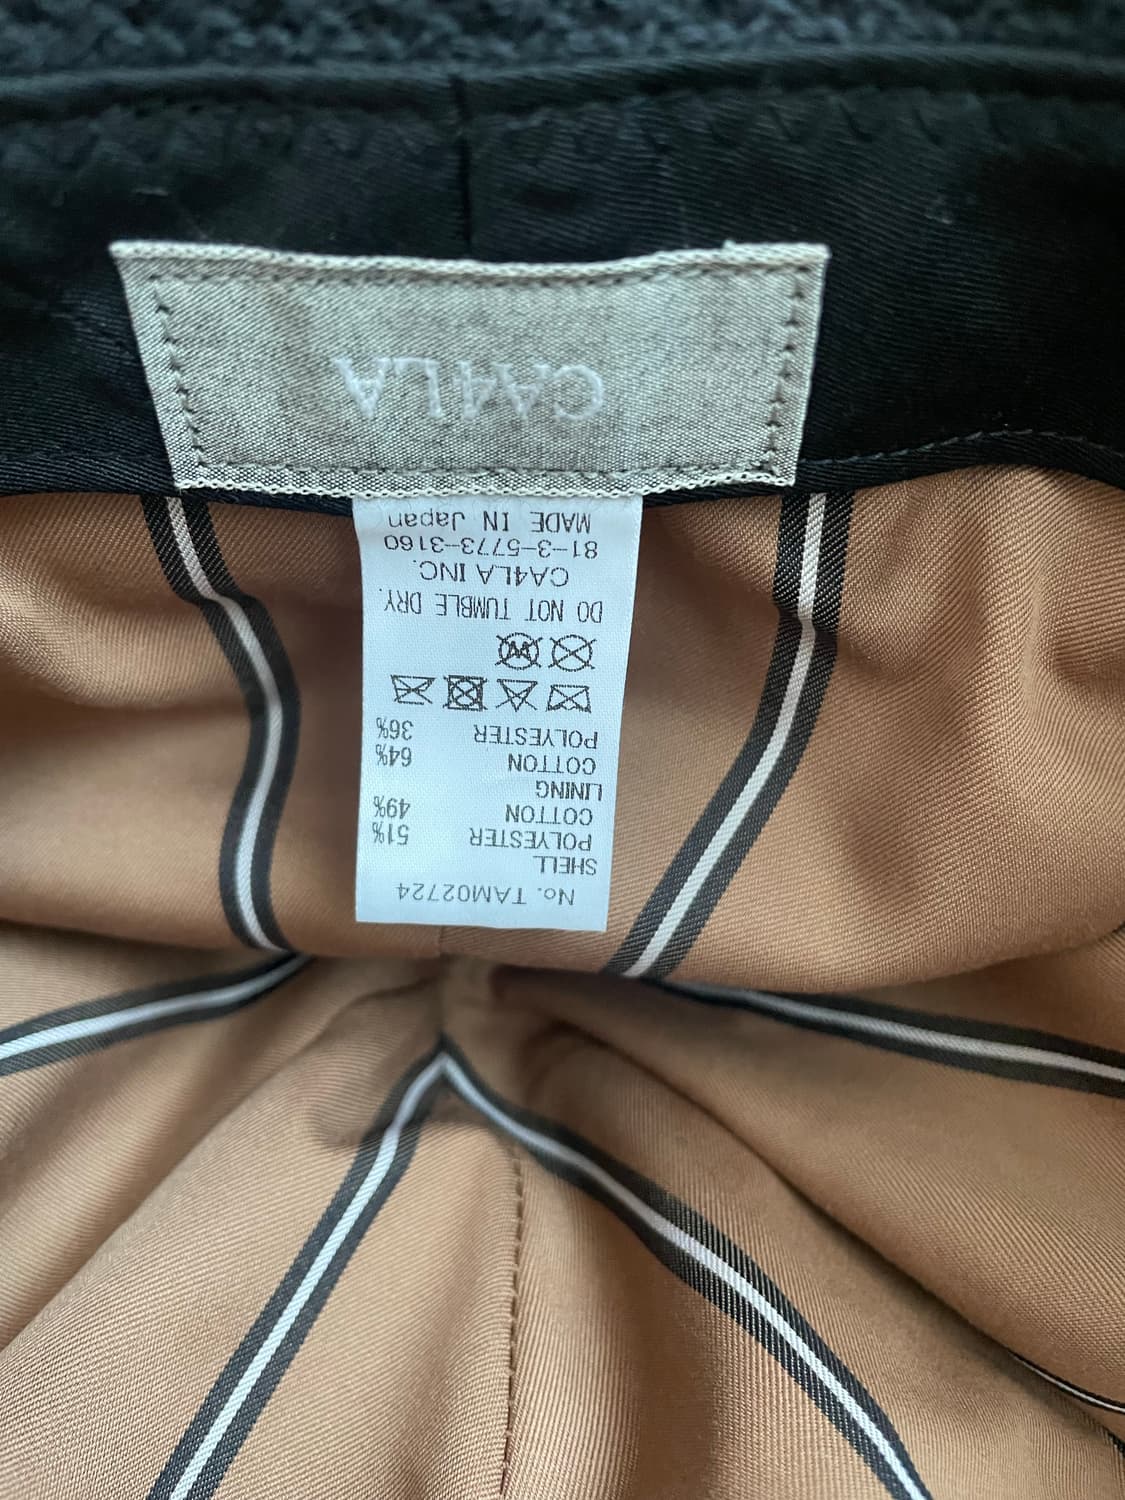 No. TAM02724
SHELL
POLYESTER 51%
COTTON 49%
LINING
COTTON 64%
POLYESTER 36%
W
DO NOT TUMBLE DRY.
CA4LA INC.
81-3-5773-3160
MADE IN Japan
CA4LA